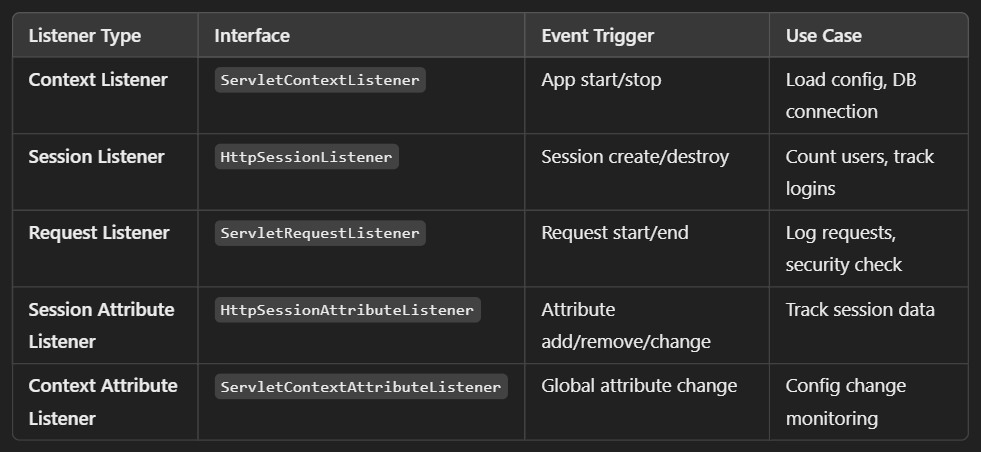 Listener Type Interface Event Trigger Use Case
Context Listener ServletContextListener App start/stop Load config, DB
connection
Session Listener HttpSessionListener Session create/destroy Count users, track
logins
Request Listener ServletRequestListener Request start/end Log requests,
security check
Session Attribute HttpSessionAttributeListener Attribute Track session data
Listener add/remove/change
Context Attribute ServletContextAttributeListener Global attribute change Config change
Listener monitoring